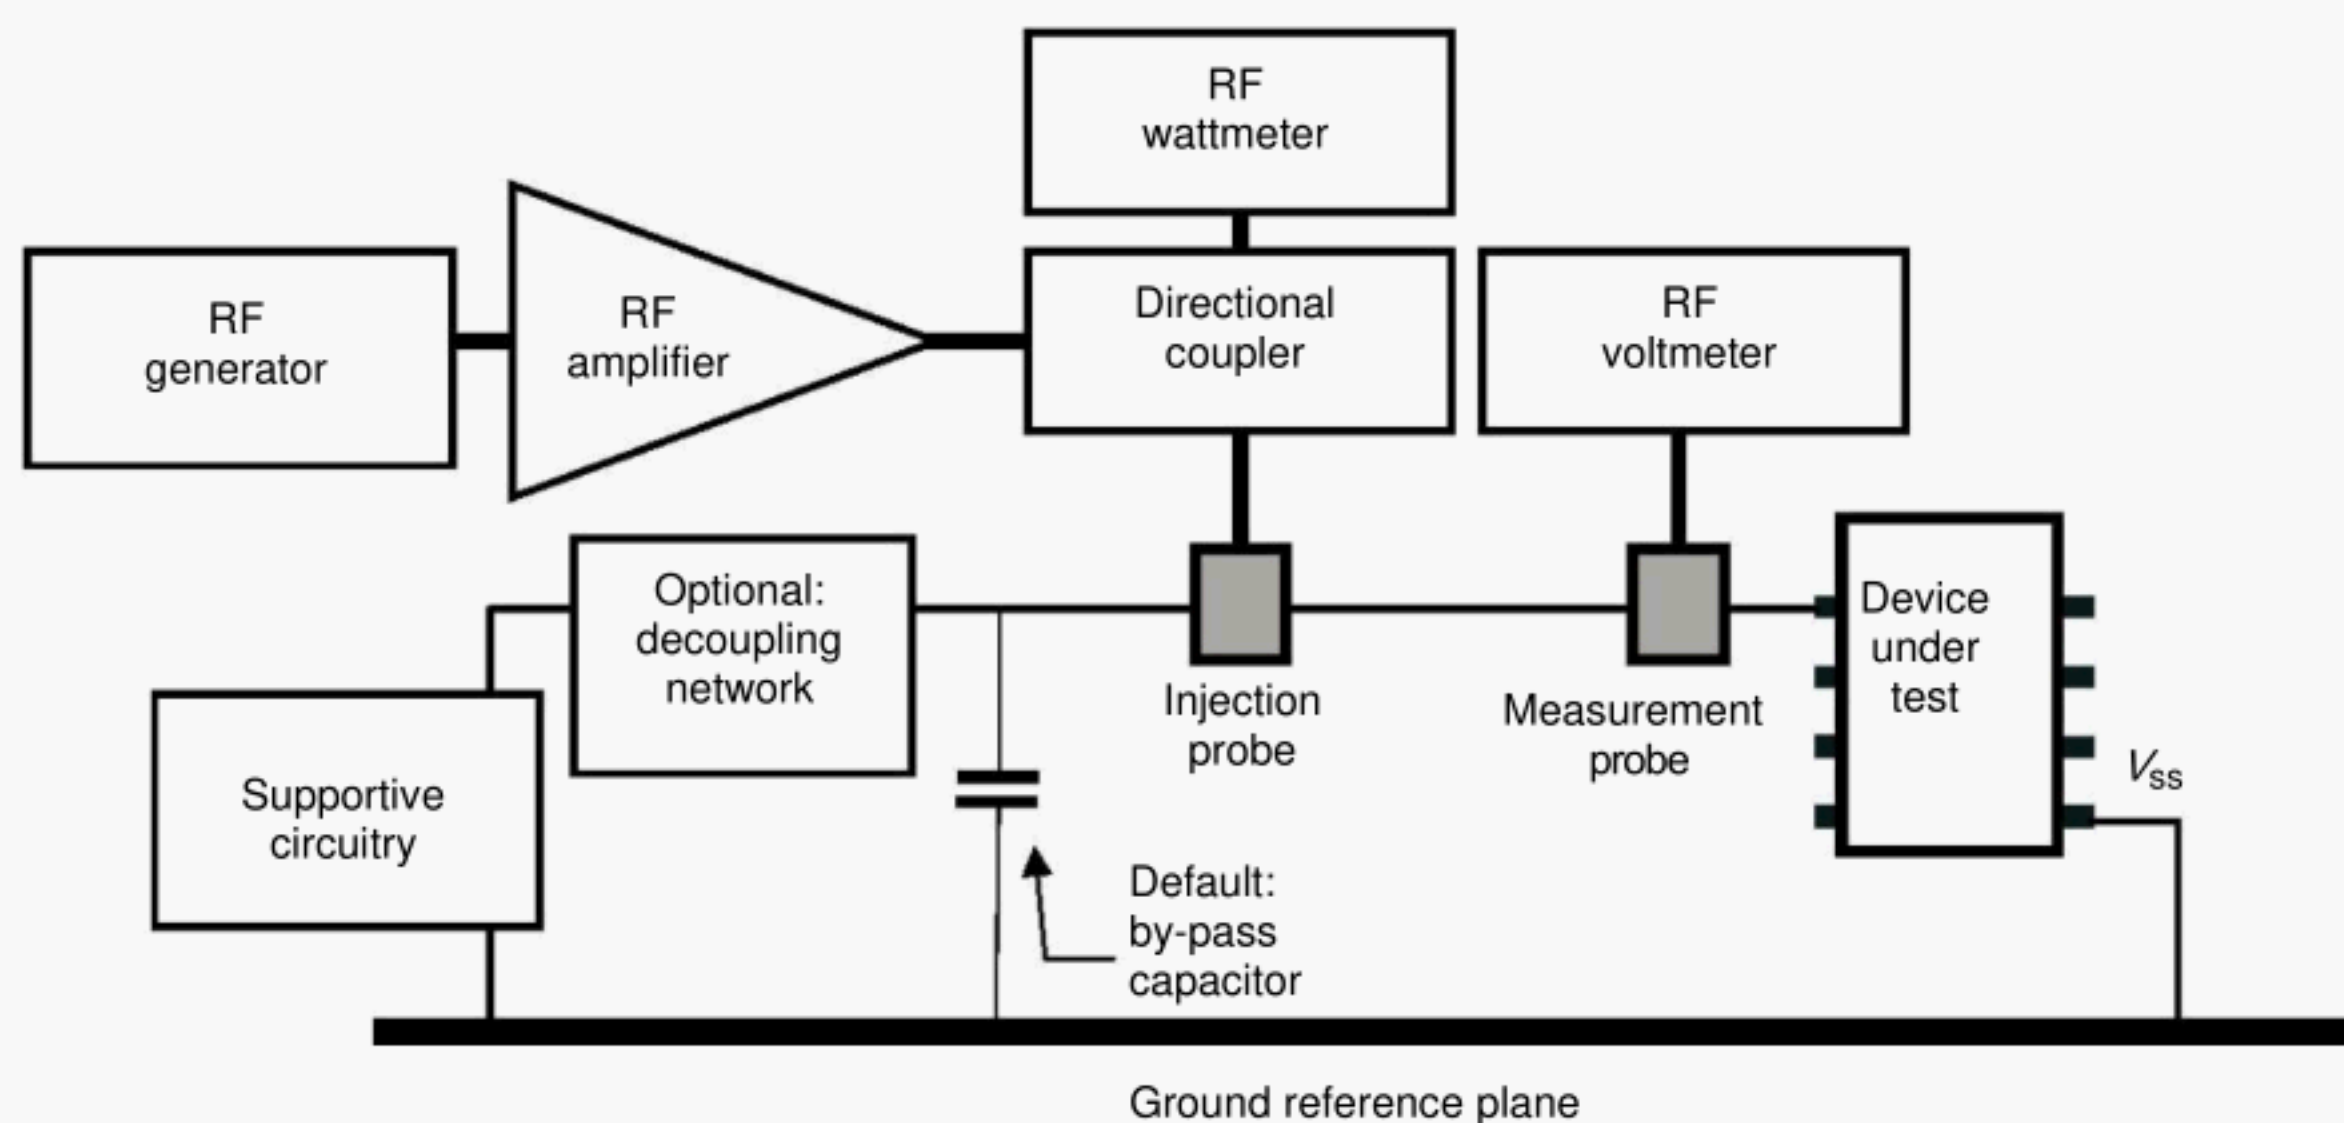 RF
wattmeter
RF
generator
RF
amplifier
Directional
coupler
RF
voltmeter
Optional:
decoupling
network
Device
under
test
Injection
probe
Measurement
probe
Vss
Supportive
circuitry
Default:
by-pass
capacitor
Ground reference plane